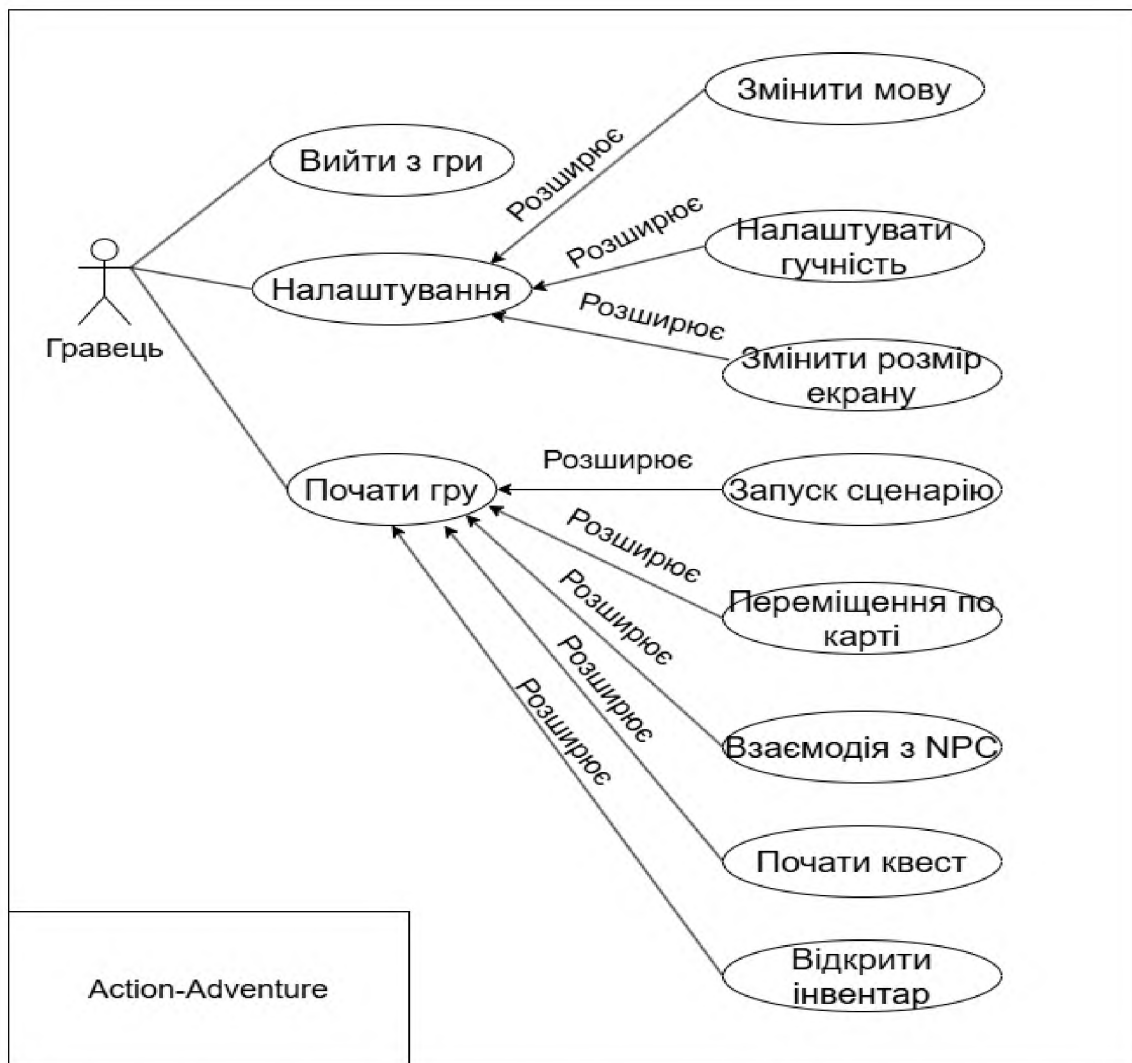 Змінити мову
Розширює
Вийти з гри
Розширює
Налаштувати
гучність
Налаштування
Розширює
Гравець
Змінити розмір
екрану
Розширює
Почати гру
Запуск сценарію
Розширює
Переміщення по
карті
Розширює
Розширює
Розширює
Взаємодія з NPC
Почати квест
Відкрити
інвентар
Action-Adventure